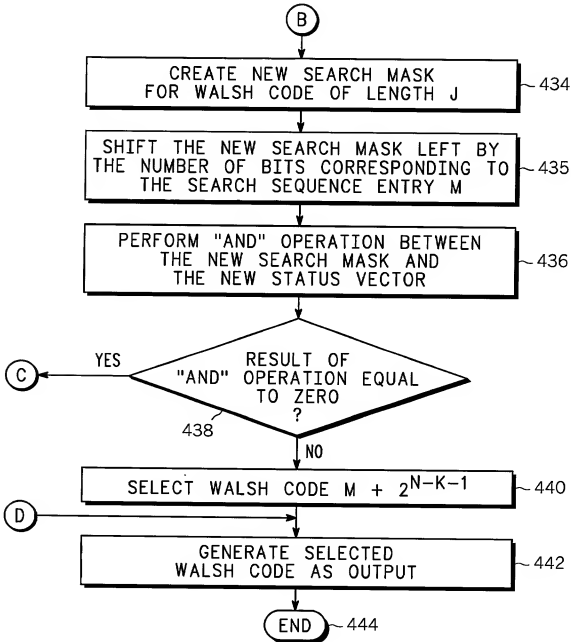 B
CREATE NEW SEARCH MASK
FOR WALSH CODE OF LENGTH J
434
SHIFT THE NEW SEARCH MASK LEFT BY
THE NUMBER OF BITS CORRESPONDING TO
THE SEARCH SEQUENCE ENTRY M
435
PERFORM "AND" OPERATION BETWEEN
THE NEW SEARCH MASK AND
THE NEW STATUS VECTOR
436
C
YES
RESULT OF
"AND" OPERATION EQUAL
TO ZERO
?
438
NO
SELECT WALSH CODE M + 2^{N-K-1}
440
D
GENERATE SELECTED
WALSH CODE AS OUTPUT
442
END
444